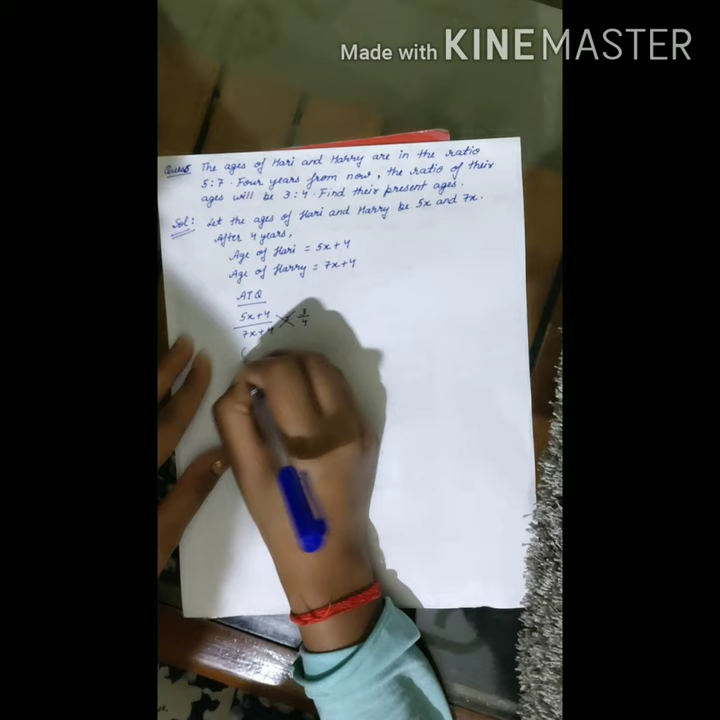 Made with KINEMASTER
Ques. The ages of Hari and Harry are in the ratio
5:7. Four years from now, the ratio of their
ages will be 3:4. Find their present ages.
Sol: Let the ages of Hari and Harry be 5x and 7x.
After 4 years,
Age of Hari = 5x+4
Age of Harry = 7x+4
ATQ
5x+4 3
7x+4 4
(